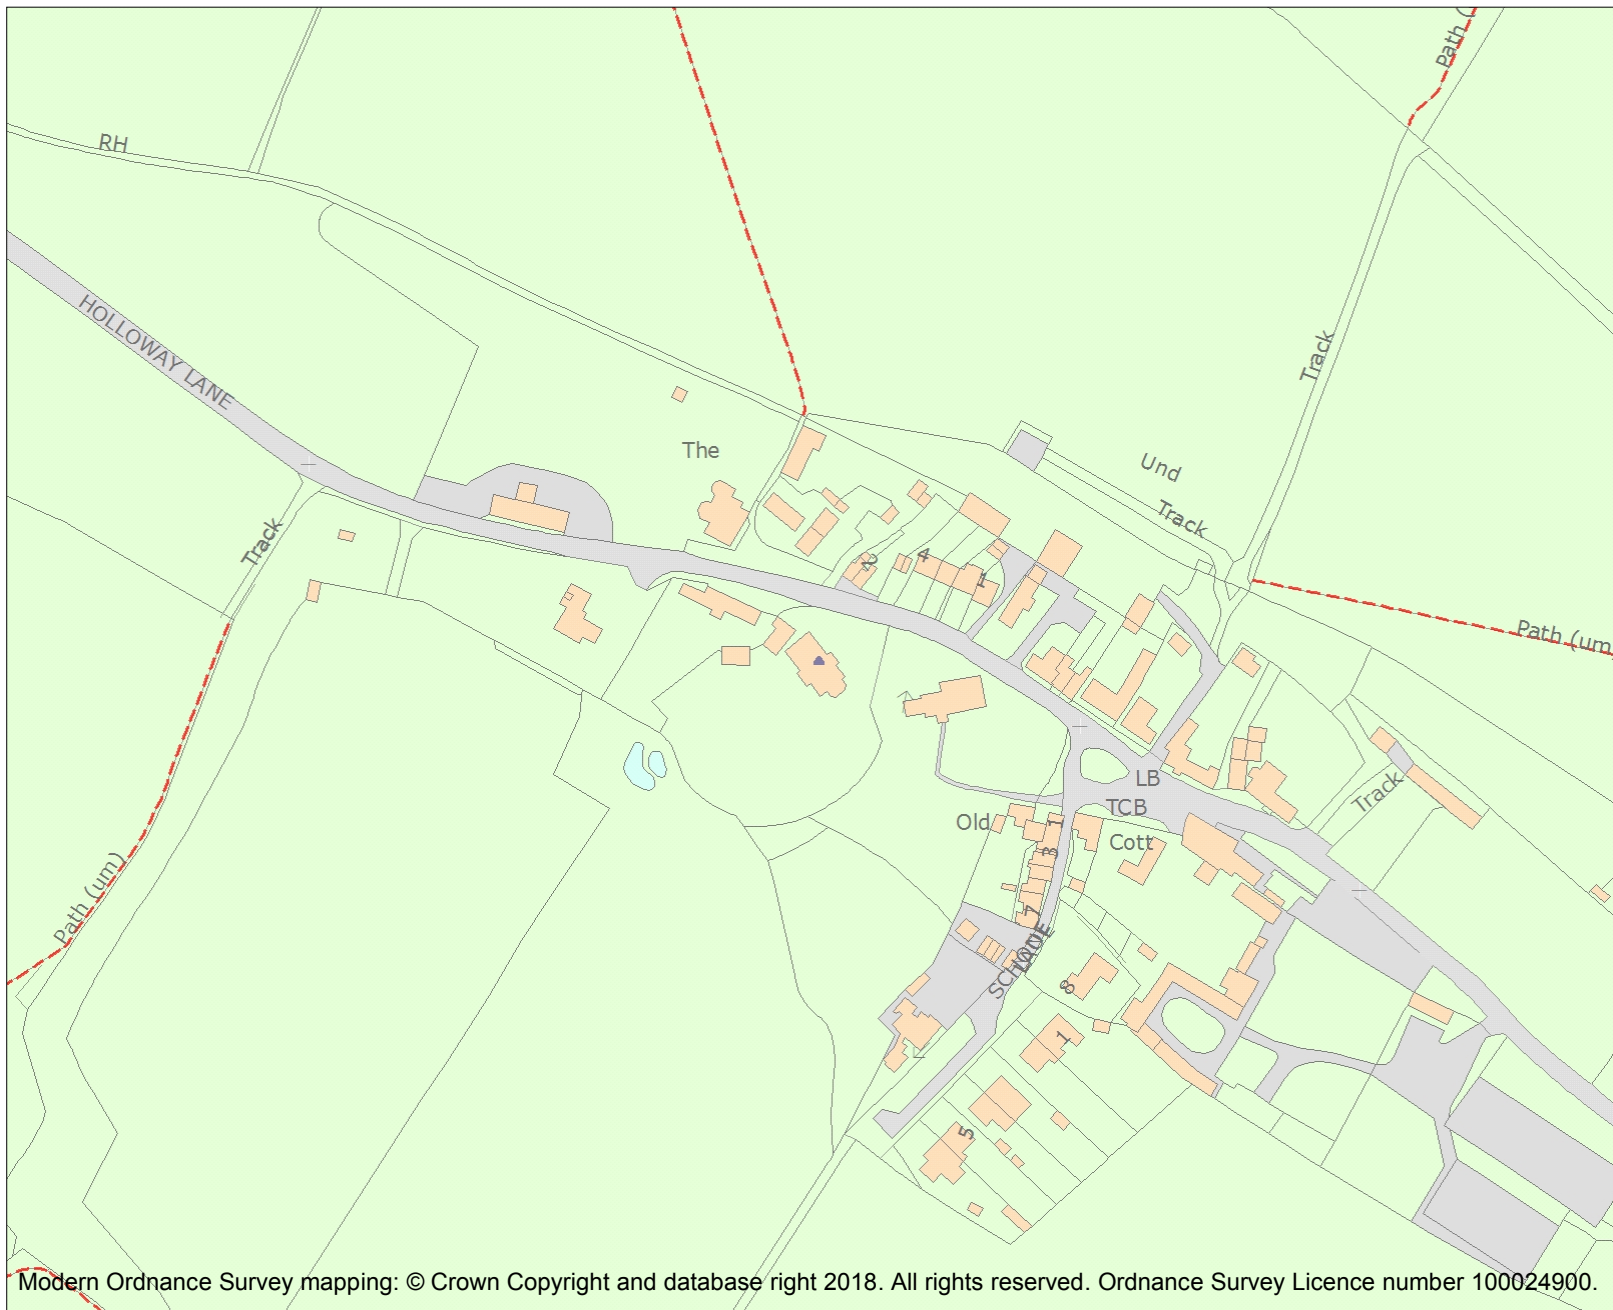 Path (
RH
HOLLOWAY LANE
Track
The
Und
Track
Track
2
4
1
Path (um
LB
TCB
Old
1
Cott
3
Track
Path (um)
7
SCHOOL LANE
8
1
5
Modern Ordnance Survey mapping: © Crown Copyright and database right 2018. All rights reserved. Ordnance Survey Licence number 100024900.